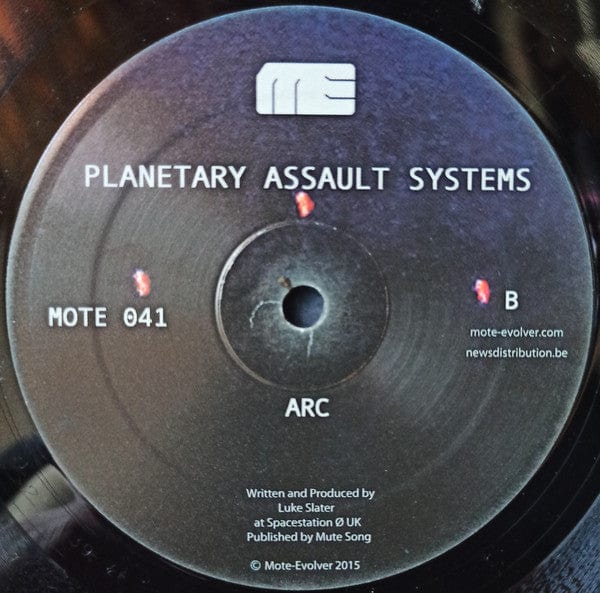 ME
PLANETARY ASSAULT SYSTEMS
MOTE 041
B
mote-evolver.com
newsdistribution.be
ARC
Written and Produced by
Luke Slater
at Spacestation Ø UK
Published by Mute Song
© Mote-Evolver 2015